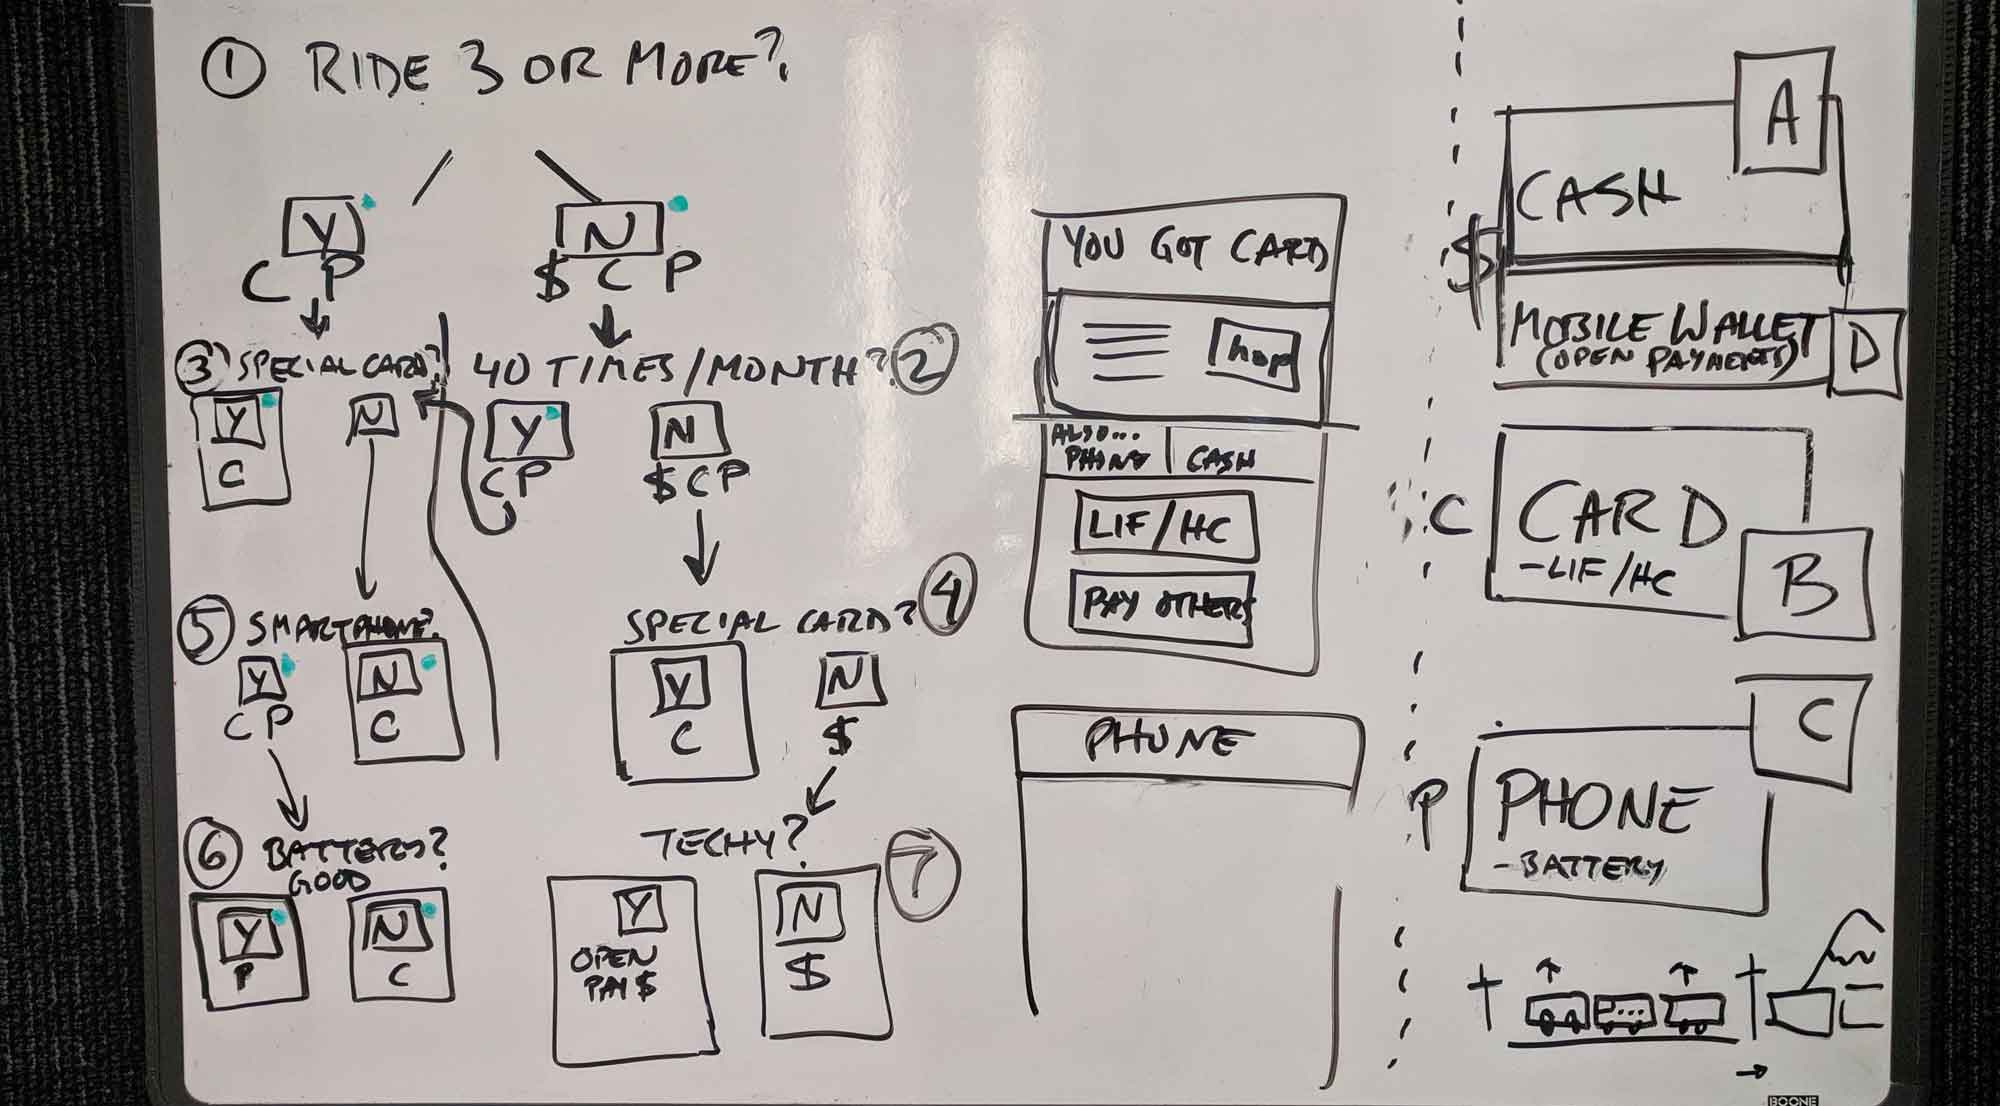 ① RIDE 3 OR MORE?
Y
C P
N
$ C P
③ SPECIAL CARD?
Y
C
N
40 TIMES/MONTH? ②
Y
C P
N
$ C P
⑤ SMARTPHONE?
Y
C P
N
C
SPECIAL CARD? ④
Y
C
N
$
⑥ BATTERY?
GOOD
Y
P
N
C
TECHY? ⑦
Y
OPEN
PAY $
N
$
YOU GOT CARD
hop
ALSO...
PHONE
CASH
LIF/HC
PAY OTHERS
PHONE
A
$ CASH
MOBILE WALLET
(OPEN PAYMENTS)
D
C CARD
-LIF/HC
B
C
P PHONE
-BATTERY
BOONE